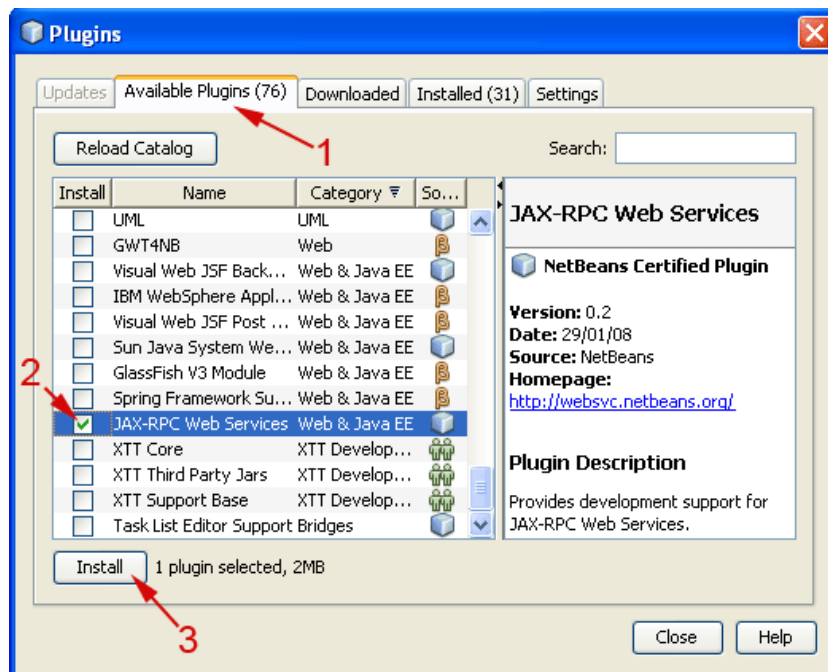 Plugins
Updates Available Plugins (76) Downloaded Installed (31) Settings
1
Reload Catalog Search:
Install Name Category So...
UML UML
GWT4NB Web
Visual Web JSF Back... Web & Java EE
IBM WebSphere Appl... Web & Java EE
Visual Web JSF Post ... Web & Java EE
Sun Java System We... Web & Java EE
GlassFish V3 Module Web & Java EE
Spring Framework Su... Web & Java EE
2
JAX-RPC Web Services Web & Java EE
XTT Core XTT Develop...
XTT Third Party Jars XTT Develop...
XTT Support Base XTT Develop...
Task List Editor Support Bridges
JAX-RPC Web Services
NetBeans Certified Plugin
Version: 0.2
Date: 29/01/08
Source: NetBeans
Homepage:
http://websvc.netbeans.org/
Plugin Description
Provides development support for
JAX-RPC Web Services.
Install 1 plugin selected, 2MB
3
Close Help